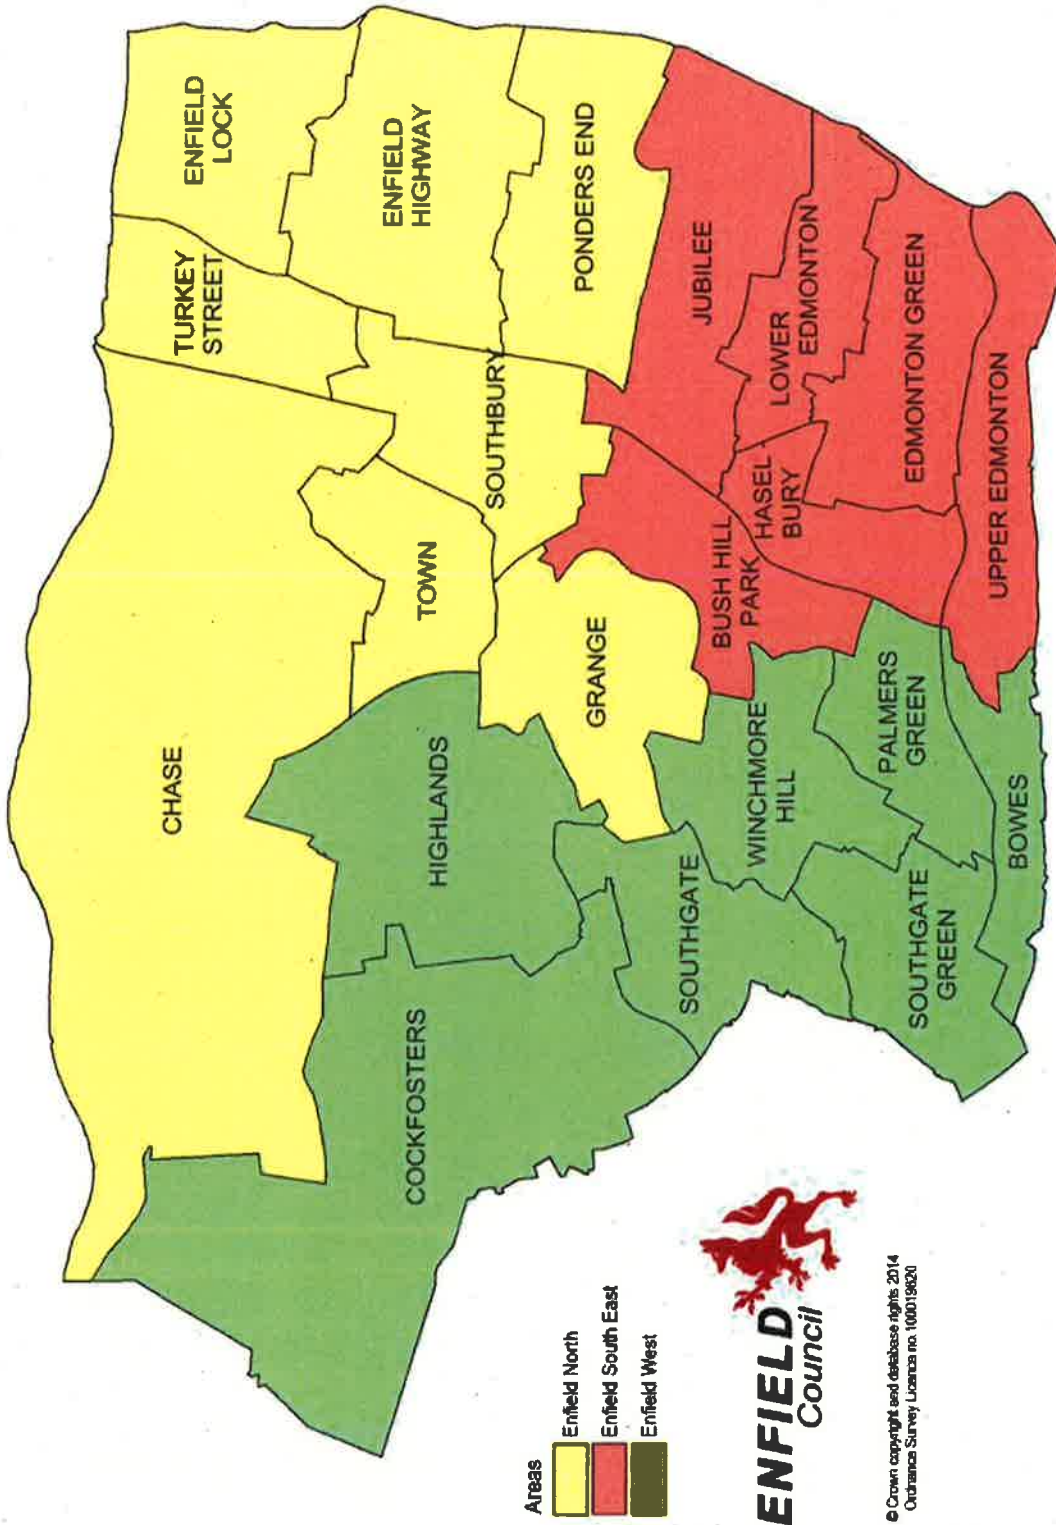 CHASE
TURKEY
STREET
ENFIELD
LOCK
ENFIELD
HIGHWAY
TOWN
SOUTHBURY
PONDERS END
HIGHLANDS
COCKFOSTERS
GRANGE
SOUTHGATE
BUSH HILL
PARK
JUBILEE
HASEL
BURY
LOWER
EDMONTON
WINCHMORE
HILL
PALMERS
GREEN
EDMONTON GREEN
SOUTHGATE
GREEN
BOWES
UPPER EDMONTON
Areas
Enfield North
Enfield South East
Enfield West
ENFIELD
Council
© Crown copyright and database rights 2014
Ordnance Survey Licence no. 100019820